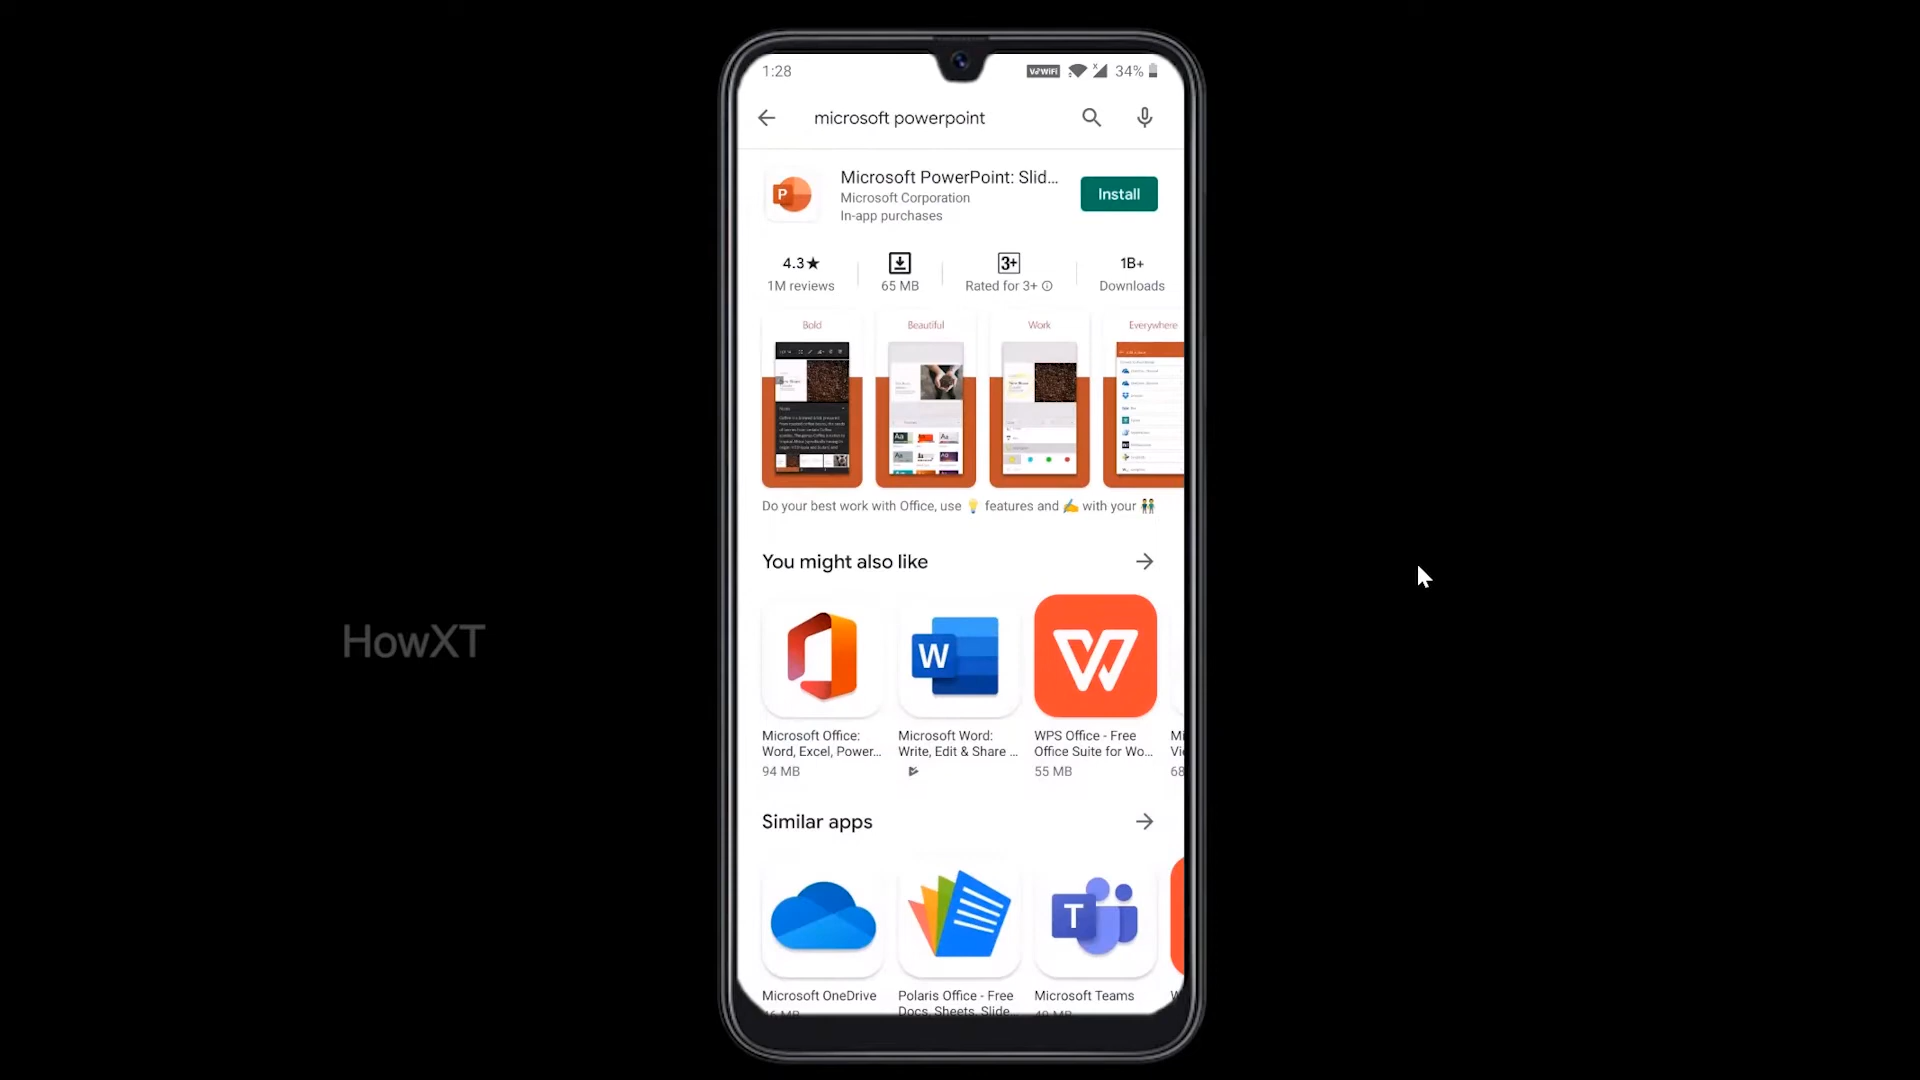 1:28
VoWiFi
34%
microsoft powerpoint
Microsoft PowerPoint: Slid...
Microsoft Corporation
In-app purchases
Install
4.3★
3+
1B+
1M reviews
65 MB
Rated for 3+
Downloads
Bold
Beautiful
Work
Everywhere
Do your best work with Office, use 💡 features and ✍ with your 👬
You might also like
W
Microsoft Office:
Word, Excel, Power...
94 MB
Microsoft Word:
Write, Edit & Share ...
WPS Office - Free
Office Suite for Wo...
55 MB
HowXT
Similar apps
T
Microsoft OneDrive
Polaris Office - Free
Docs, Sheets, Slide...
Microsoft Teams